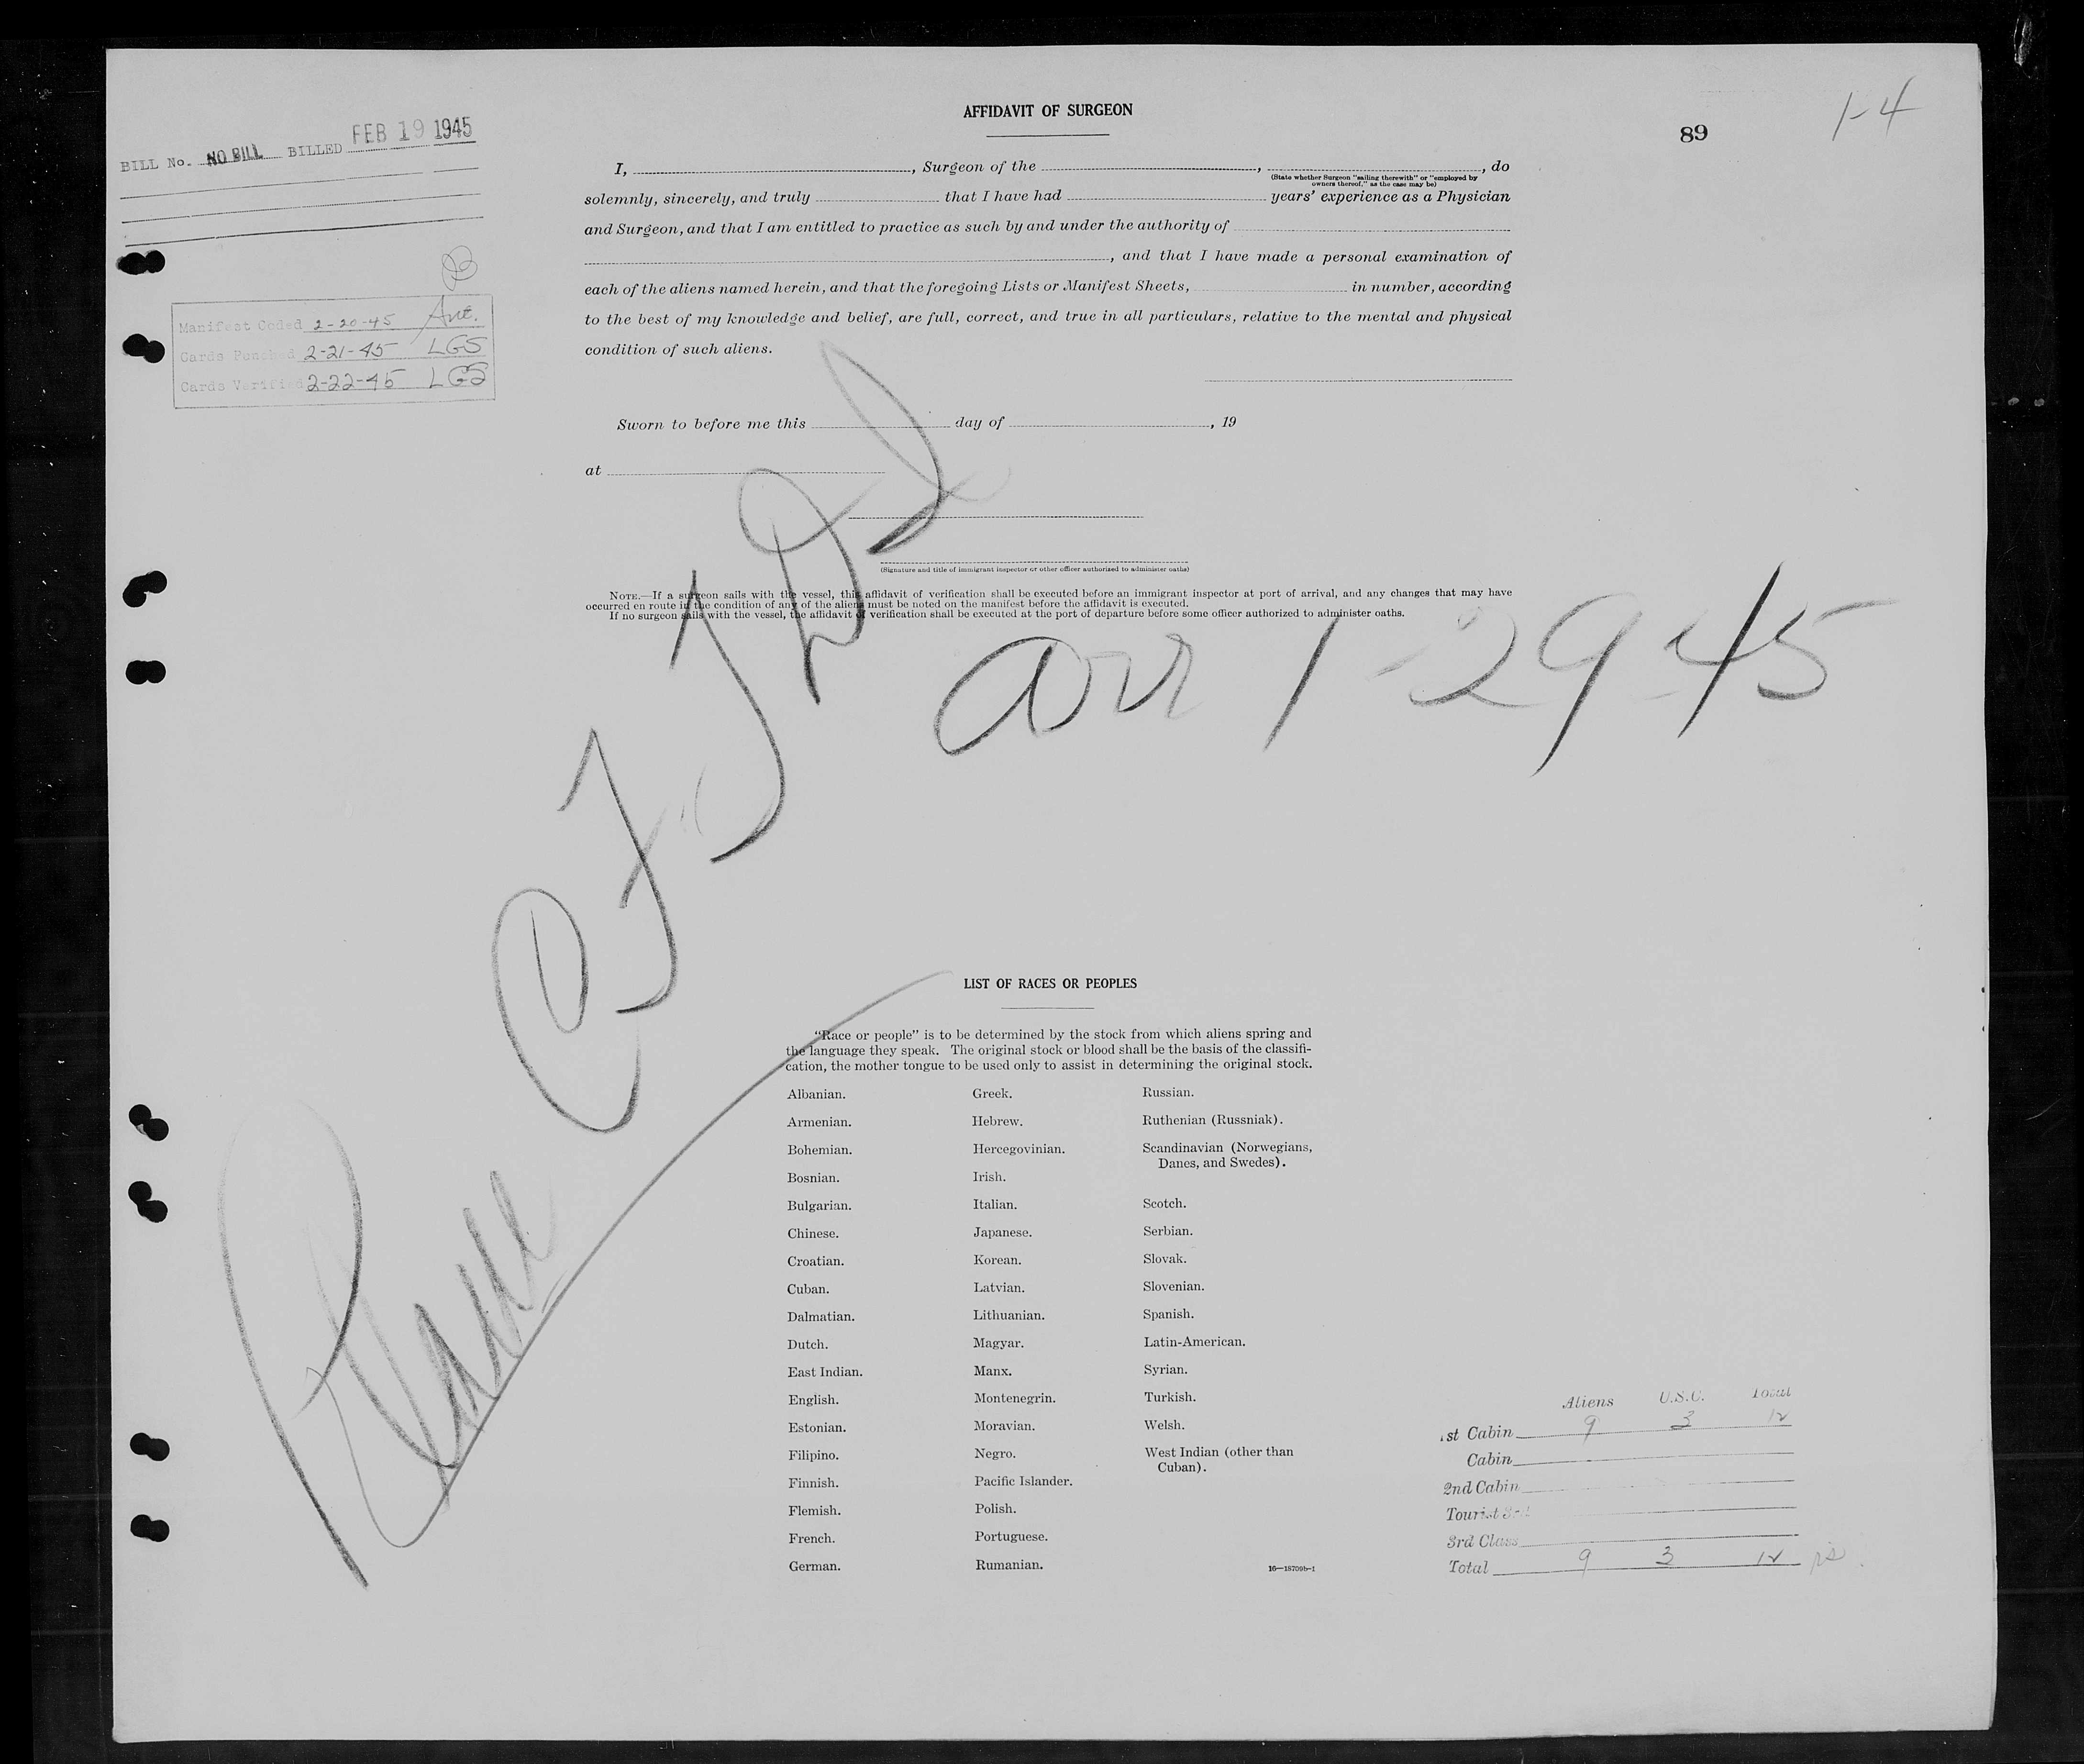 AFFIDAVIT OF SURGEON
89
1-4
BILL No. NO BILL BILLED FEB 19 1945
I, , Surgeon of the , , do
(State whether Surgeon "sailing therewith" or "employed by
owners thereof," as the case may be)
solemnly, sincerely, and truly that I have had years' experience as a Physician
and Surgeon, and that I am entitled to practice as such by and under the authority of
, and that I have made a personal examination of
each of the aliens named herein, and that the foregoing Lists or Manifest Sheets, in number, according
to the best of my knowledge and belief, are full, correct, and true in all particulars, relative to the mental and physical
condition of such aliens.
Manifest Coded 2-20-45
Cards Punched 2-21-45 LGS
Cards Verified 2-22-45 LGS
Sworn to before me this day of , 19
at
(Signature and title of immigrant inspector or other officer authorized to administer oaths)
NOTE.—If a surgeon sails with the vessel, this affidavit of verification shall be executed before an immigrant inspector at port of arrival, and any changes that may have
occurred en route in the condition of any of the aliens must be noted on the manifest before the affidavit is executed.
If no surgeon sails with the vessel, the affidavit of verification shall be executed at the port of departure before some officer authorized to administer oaths.
arr 1-29-45
Plane
LIST OF RACES OR PEOPLES
"Race or people" is to be determined by the stock from which aliens spring and
the language they speak. The original stock or blood shall be the basis of the classifi-
cation, the mother tongue to be used only to assist in determining the original stock.
Albanian.
Armenian.
Bohemian.
Bosnian.
Bulgarian.
Chinese.
Croatian.
Cuban.
Dalmatian.
Dutch.
East Indian.
English.
Estonian.
Filipino.
Finnish.
Flemish.
French.
German.
Greek.
Hebrew.
Hercegovinian.
Irish.
Italian.
Japanese.
Korean.
Latvian.
Lithuanian.
Magyar.
Manx.
Montenegrin.
Moravian.
Negro.
Pacific Islander.
Polish.
Portuguese.
Rumanian.
Russian.
Ruthenian (Russniak).
Scandinavian (Norwegians,
Danes, and Swedes).
Scotch.
Serbian.
Slovak.
Slovenian.
Spanish.
Latin-American.
Syrian.
Turkish.
Welsh.
West Indian (other than
Cuban).
16—18709b-1
Aliens U.S.C. Total
1st Cabin 9 3 12
Cabin
2nd Cabin
Tourist 3rd
3rd Class
Total 9 3 12